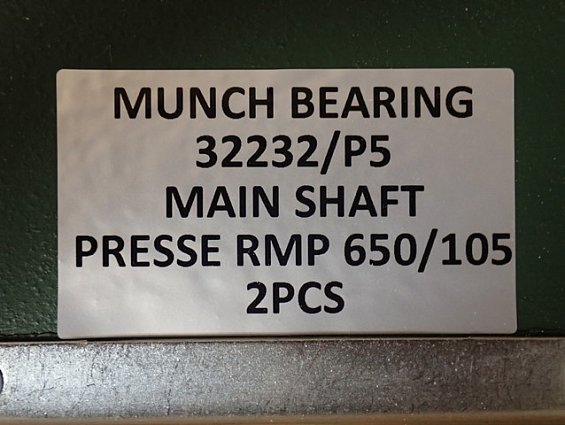 MUNCH BEARING
32232/P5
MAIN SHAFT
PRESSE RMP 650/105
2PCS